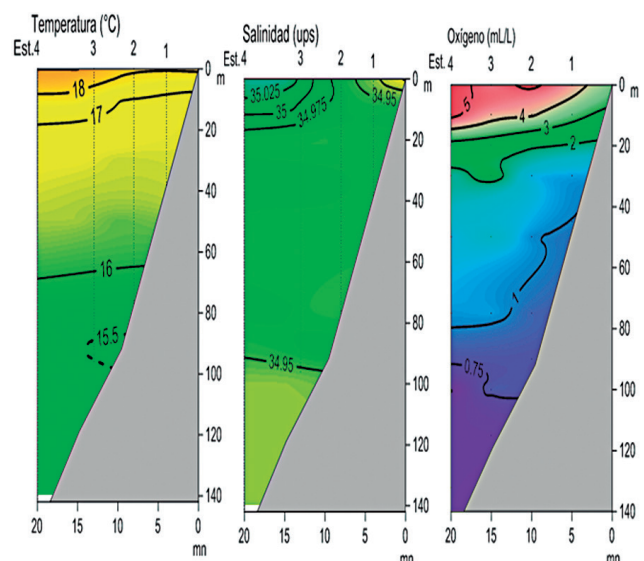 Temperatura (°C)
Est.4 3 2 1
0 m
20
40
60
80
100
120
140
20 15 10 5 0
mn
18
17
16
15.5
Salinidad (ups)
Est.4 3 2 1
0 m
20
40
60
80
100
120
140
20 15 10 5 0
mn
35.025
35
34.975
34.95
34.95
Oxígeno (mL/L)
Est.4 3 2 1
0 m
20
40
60
80
100
120
140
20 15 10 5 0
mn
5
4
3
2
1
0.75